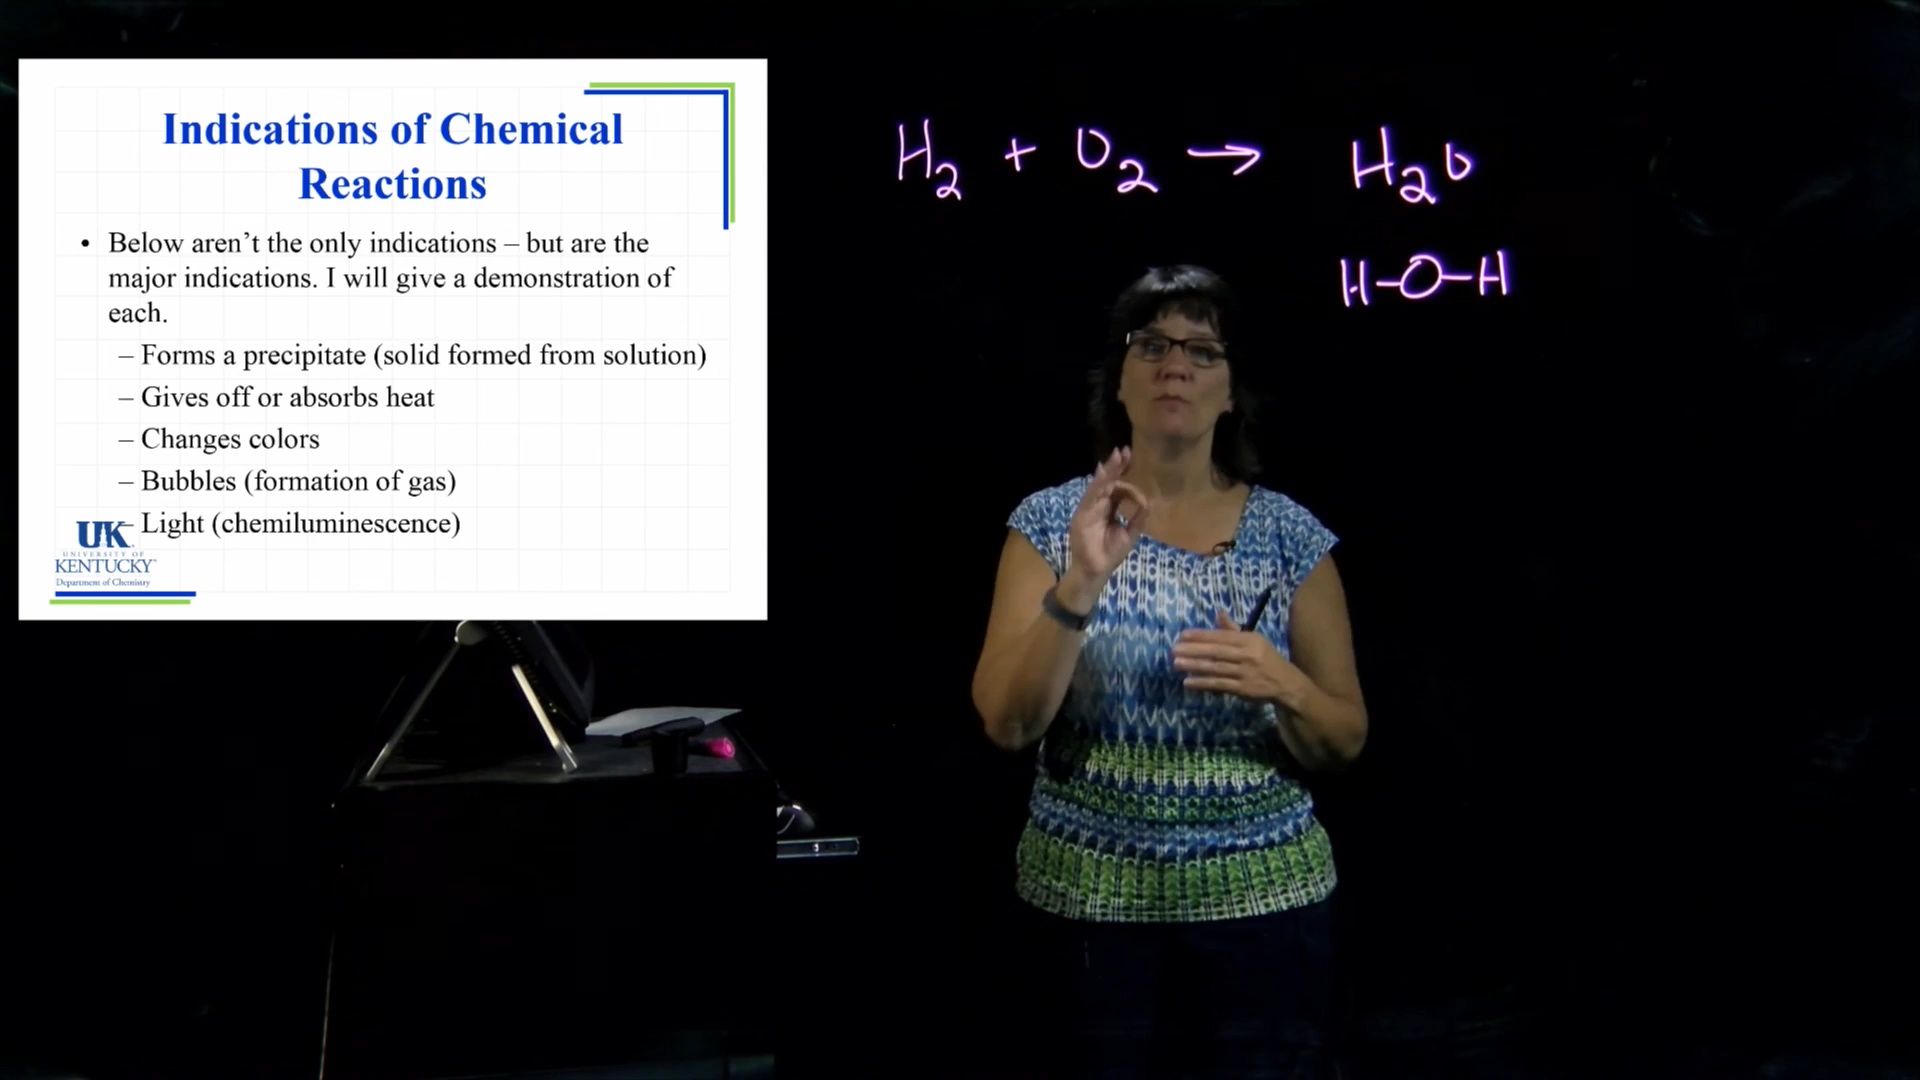 Indications of Chemical
Reactions
• Below aren’t the only indications – but are the
major indications. I will give a demonstration of
each.
– Forms a precipitate (solid formed from solution)
– Gives off or absorbs heat
– Changes colors
– Bubbles (formation of gas)
– Light (chemiluminescence)
UK
UNIVERSITY OF
KENTUCKY
Department of Chemistry
H₂ + O₂ → H₂O
H-O-H